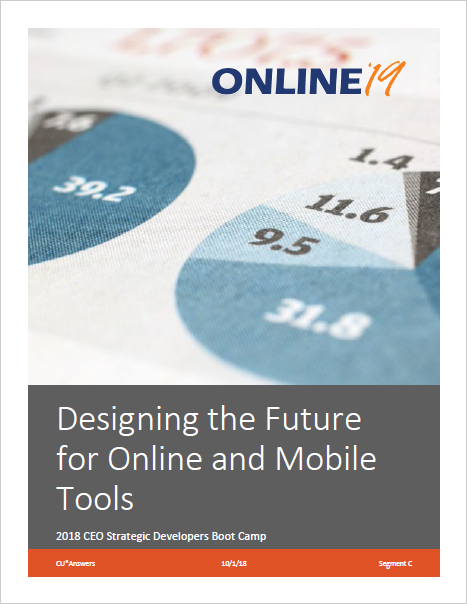 ONLINE'19
1.4
11.6
39.2
9.5
31.8
Designing the Future
for Online and Mobile
Tools
2018 CEO Strategic Developers Boot Camp
CU*Answers 10/1/18 Segment C